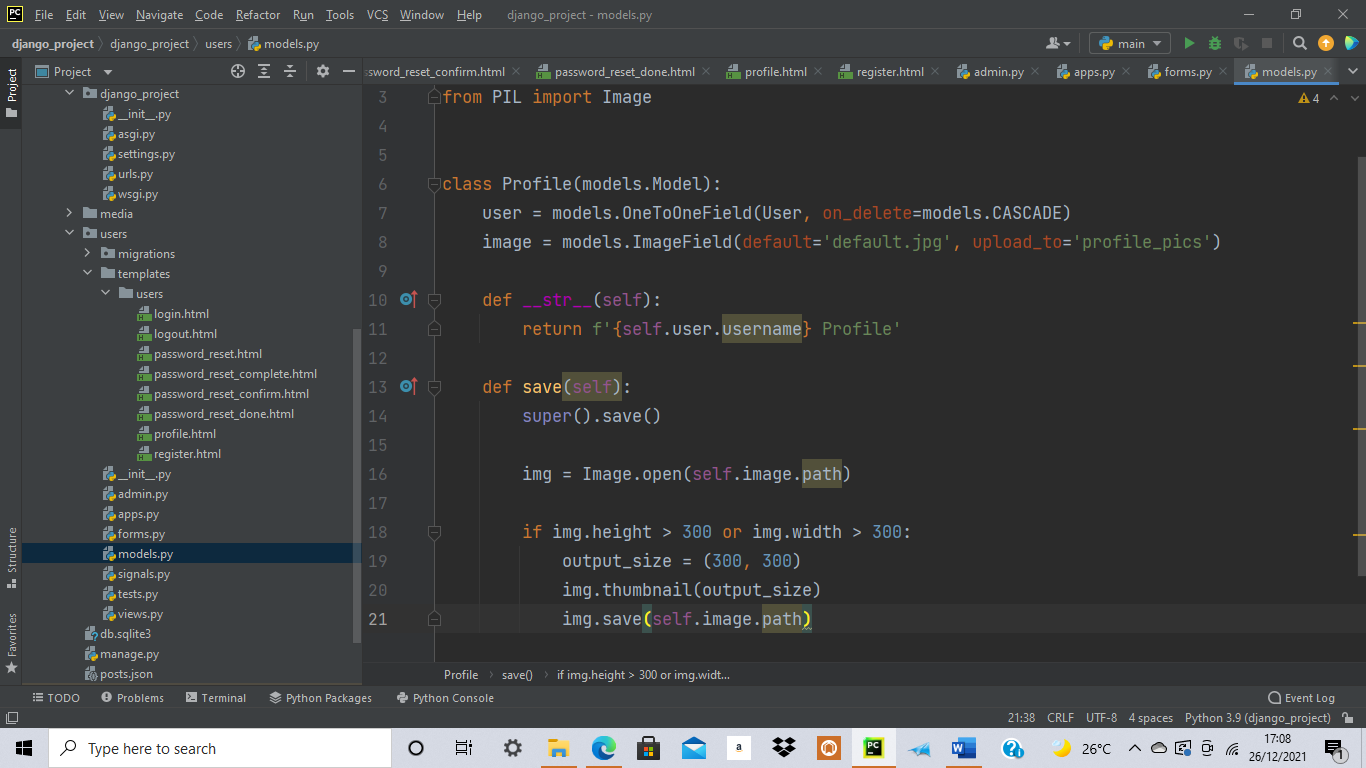 PC File Edit View Navigate Code Refactor Run Tools VCS Window Help django_project - models.py
django_project django_project users models.py main
Project
Project
ssword_reset_confirm.html password_reset_done.html profile.html register.html admin.py apps.py forms.py models.py
django_project
__init__.py
asgi.py
settings.py
urls.py
wsgi.py
media
users
migrations
templates
users
login.html
logout.html
password_reset.html
password_reset_complete.html
password_reset_confirm.html
password_reset_done.html
profile.html
register.html
__init__.py
admin.py
apps.py
forms.py
models.py
signals.py
tests.py
views.py
db.sqlite3
manage.py
posts.json
Structure
Favorites
4
3 from PIL import Image
4
5
6 class Profile(models.Model):
7 user = models.OneToOneField(User, on_delete=models.CASCADE)
8 image = models.ImageField(default='default.jpg', upload_to='profile_pics')
9
10 def __str__(self):
11 return f'{self.user.username} Profile'
12
13 def save(self):
14 super().save()
15
16 img = Image.open(self.image.path)
17
18 if img.height > 300 or img.width > 300:
19 output_size = (300, 300)
20 img.thumbnail(output_size)
21 img.save(self.image.path)
Profile save() if img.height > 300 or img.widt...
TODO Problems Terminal Python Packages Python Console Event Log
21:38 CRLF UTF-8 4 spaces Python 3.9 (django_project)
Type here to search
a
PC
W
26°C
17:08
26/12/2021
1